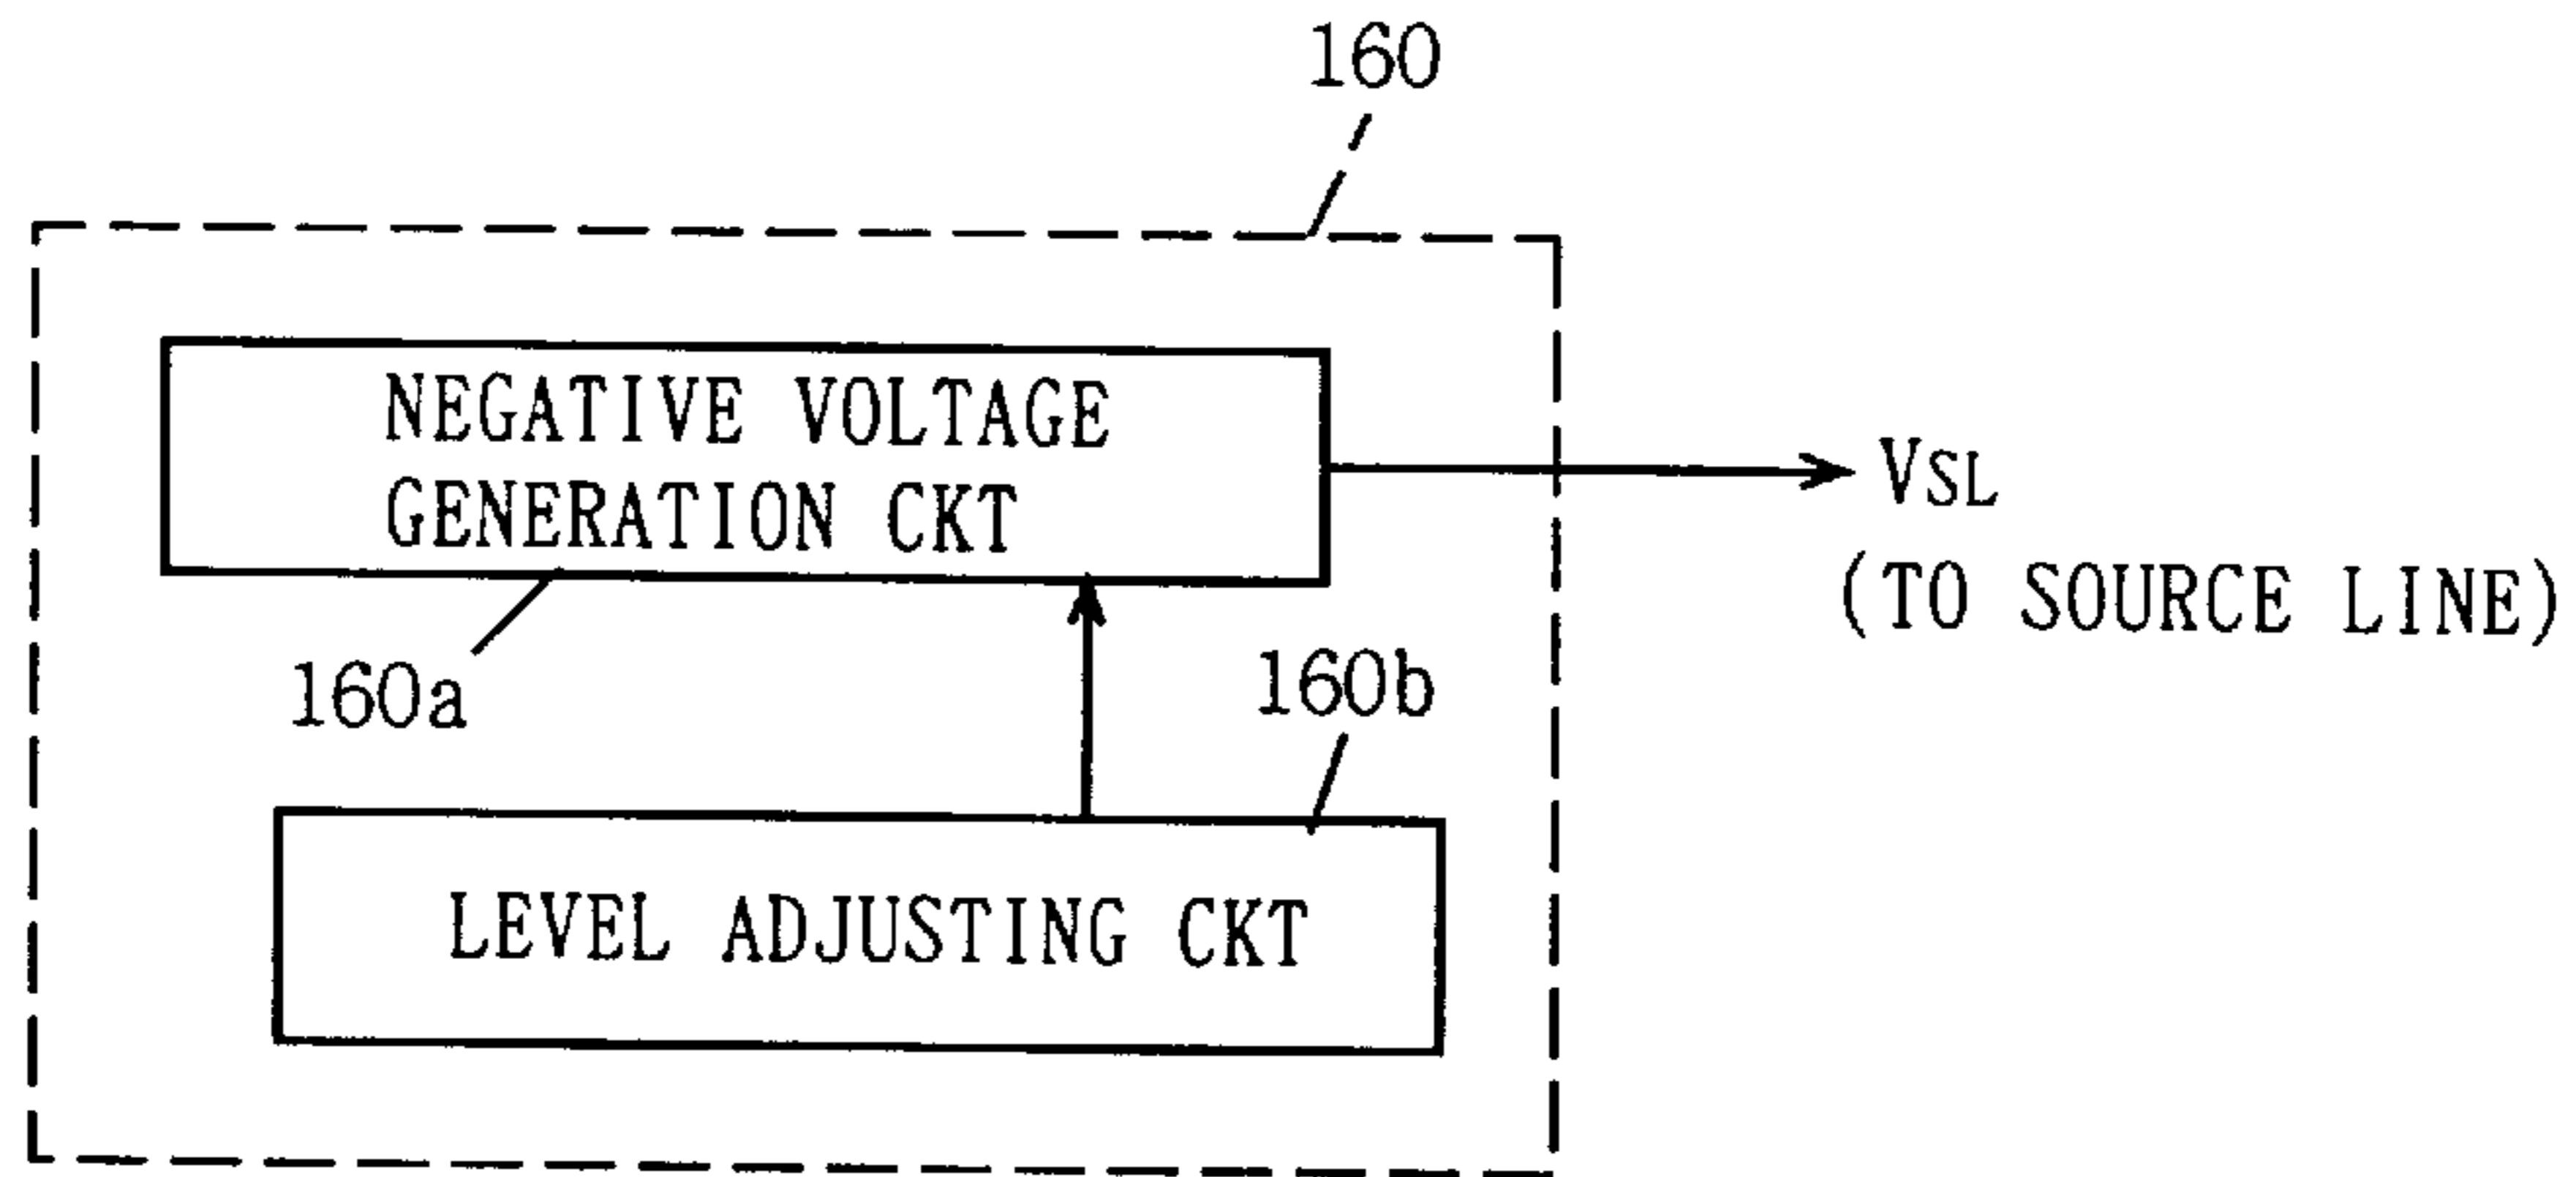 160
NEGATIVE VOLTAGE
GENERATION CKT
VSL
(TO SOURCE LINE)
160a
160b
LEVEL ADJUSTING CKT